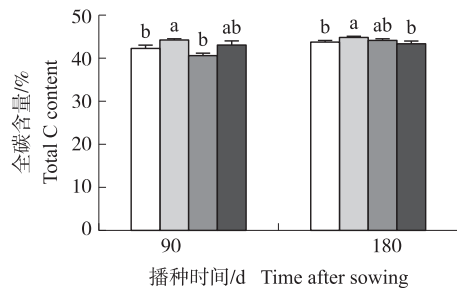 全碳含量/%
Total C content
50
40
30
20
10
0
b a b ab
b a ab b
90 180
播种时间/d Time after sowing